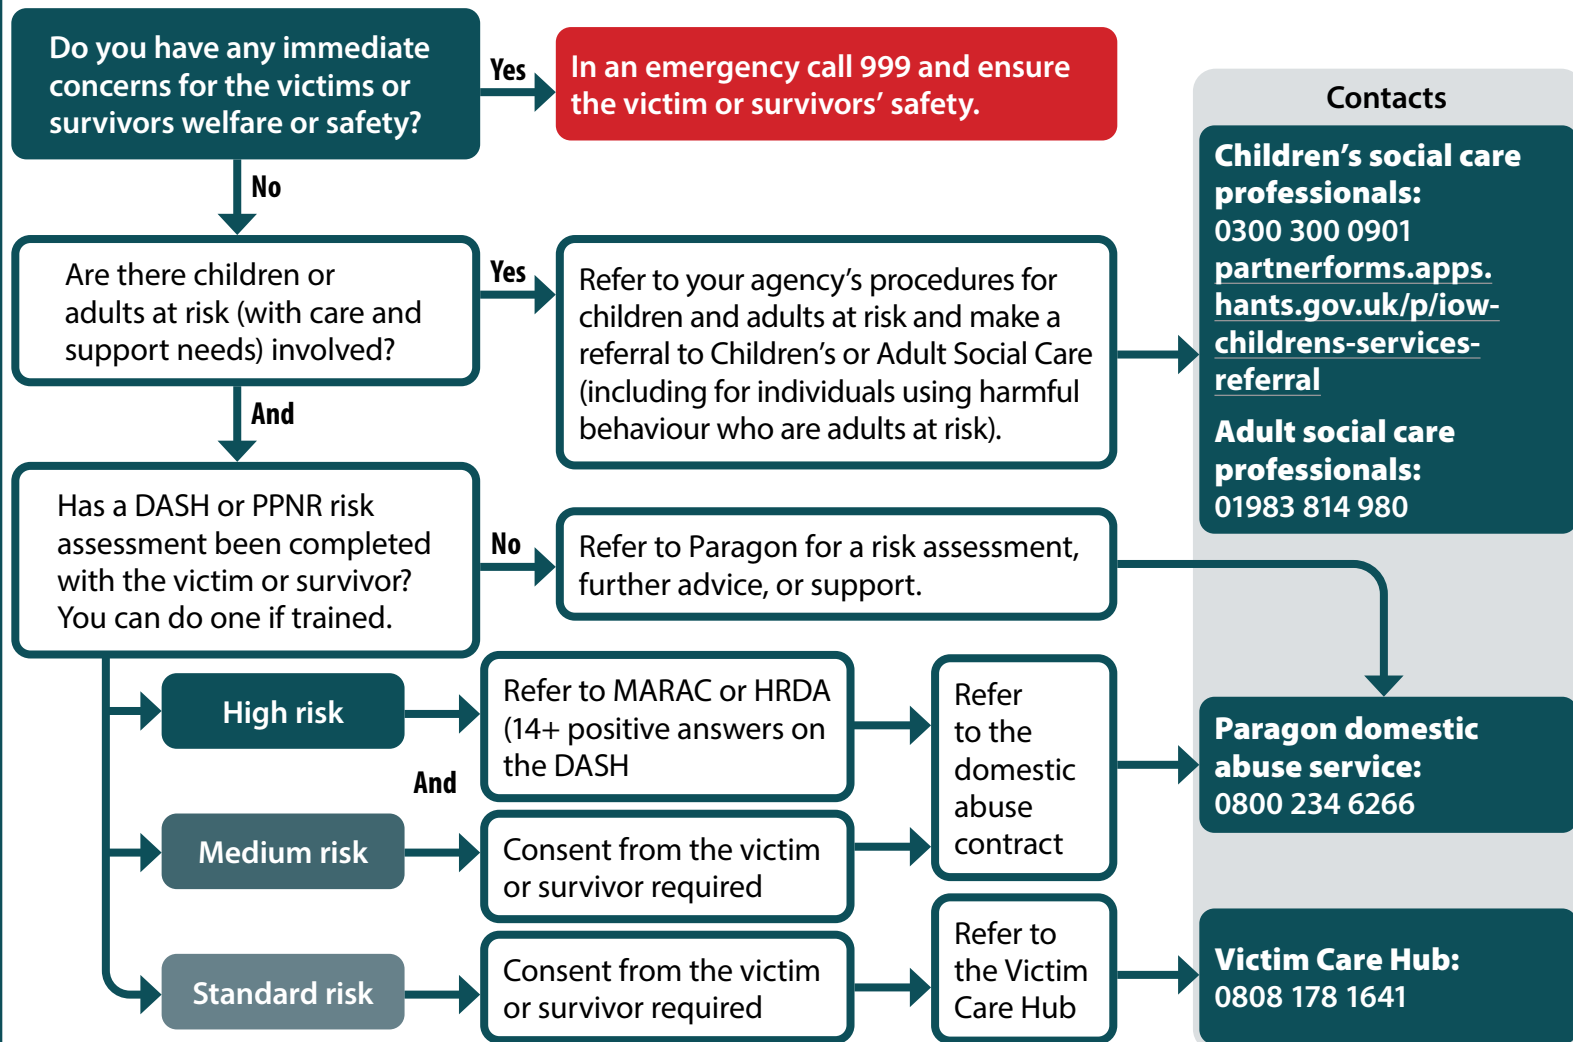 Do you have any immediate
concerns for the victims or
survivors welfare or safety?
Yes
In an emergency call 999 and ensure
the victim or survivors’ safety.
No
Are there children or
adults at risk (with care and
support needs) involved?
Yes
Refer to your agency’s procedures for
children and adults at risk and make a
referral to Children’s or Adult Social Care
(including for individuals using harmful
behaviour who are adults at risk).
And
Has a DASH or PPNR risk
assessment been completed
with the victim or survivor?
You can do one if trained.
No
Refer to Paragon for a risk assessment,
further advice, or support.
High risk
Refer to MARAC or HRDA
(14+ positive answers on
the DASH
And
Medium risk
Consent from the victim
or survivor required
Refer
to the
domestic
abuse
contract
Standard risk
Consent from the victim
or survivor required
Refer to
the Victim
Care Hub
Contacts
Children’s social care
professionals:
0300 300 0901
partnerforms.apps.
hants.gov.uk/p/iow-
childrens-services-
referral
Adult social care
professionals:
01983 814 980
Paragon domestic
abuse service:
0800 234 6266
Victim Care Hub:
0808 178 1641